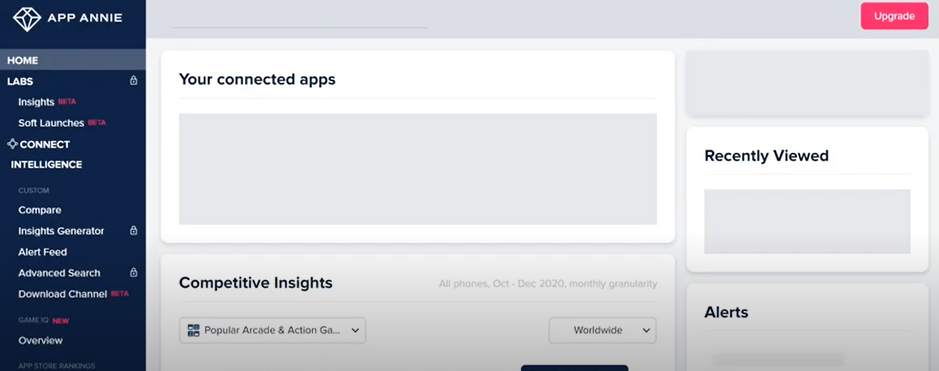 APP ANNIE
Upgrade
HOME
LABS
Insights BETA
Soft Launches BETA
CONNECT
INTELLIGENCE
CUSTOM
Compare
Insights Generator
Alert Feed
Advanced Search
Download Channel BETA
GAME IQ NEW
Overview
APP STORE RANKINGS
Your connected apps
Competitive Insights
All phones, Oct - Dec 2020, monthly granularity
Popular Arcade & Action Ga...
Worldwide
Recently Viewed
Alerts